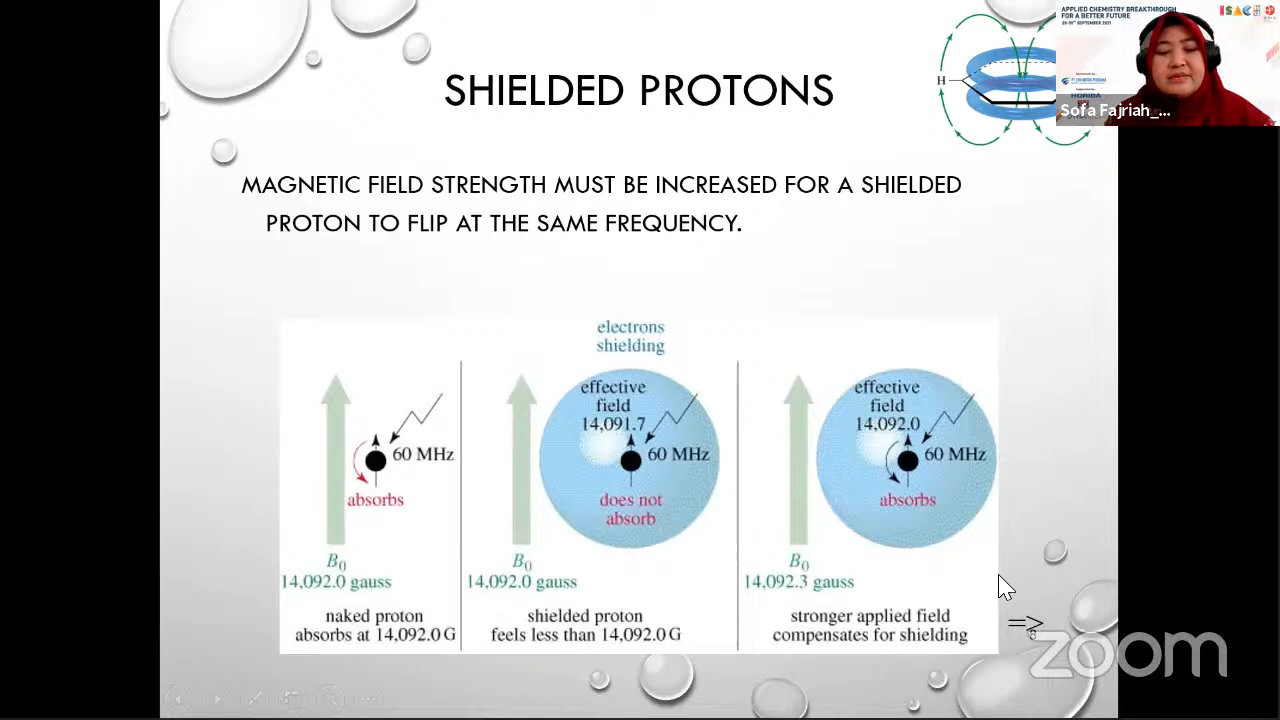 SHIELDED PROTONS
H
APPLIED CHEMISTRY BREAKTHROUGH
FOR A BETTER FUTURE
ISAC
HORIBA
Sofa Fajriah_...
MAGNETIC FIELD STRENGTH MUST BE INCREASED FOR A SHIELDED
PROTON TO FLIP AT THE SAME FREQUENCY.
electrons
shielding
60 MHz
absorbs
B0
14,092.0 gauss
naked proton
absorbs at 14,092.0 G
effective
field
14,091.7
60 MHz
does not
absorb
B0
14,092.0 gauss
shielded proton
feels less than 14,092.0 G
effective
field
14,092.0
60 MHz
absorbs
B0
14,092.3 gauss
stronger applied field
compensates for shielding
=>
zoom